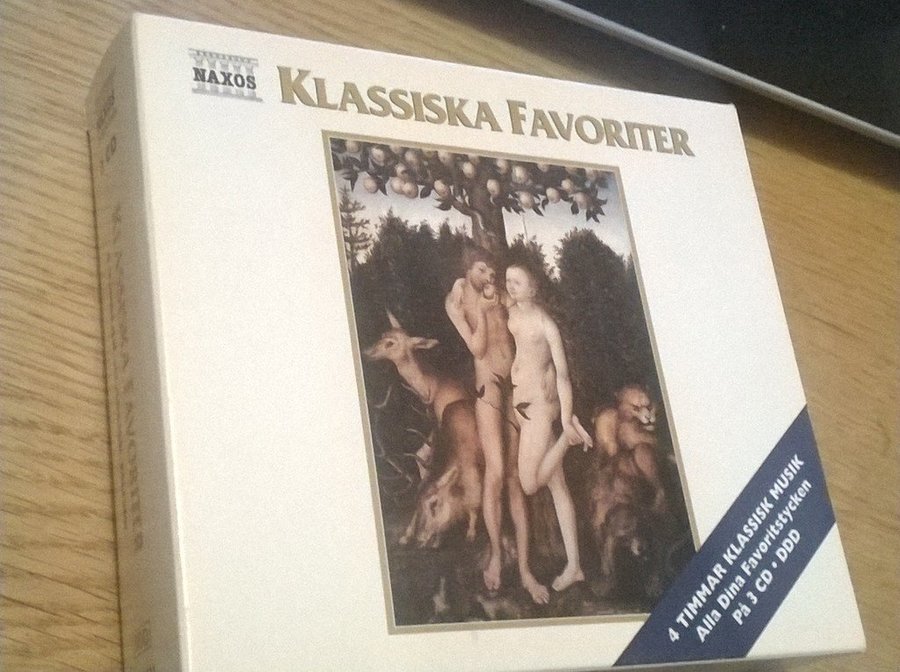 NAXOS
KLASSISKA FAVORITER
4 TIMMAR KLASSISK MUSIK
Alla Dina Favoritstycken
På 3 CD • DDD